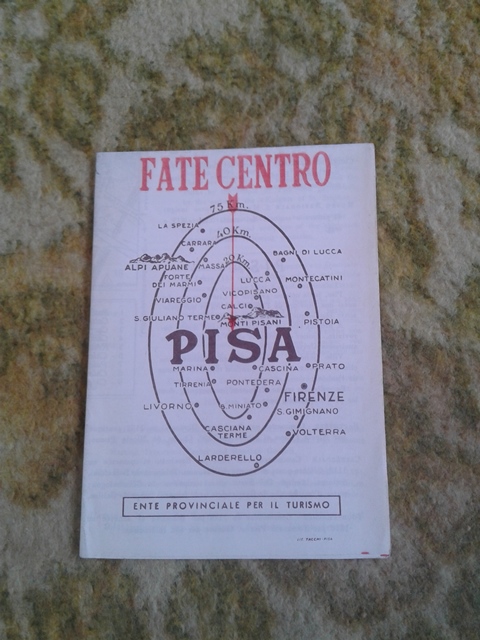 FATE CENTRO
75 Km.
LA SPEZIA
40 Km.
CARRARA
BAGNI DI LUCCA
20 Km.
ALPI APUANE
MASSA
FORTE
DEI MARMI
LUCCA
MONTECATINI
VIAREGGIO
VICOPISANO
CALCI
S. GIULIANO TERME
MONTI PISANI
PISTOIA
PISA
MARINA
CASCINA
PRATO
TIRRENIA
PONTEDERA
FIRENZE
LIVORNO
S. MINIATO
S. GIMIGNANO
CASCIANA
TERME
VOLTERRA
LARDERELLO
ENTE PROVINCIALE PER IL TURISMO